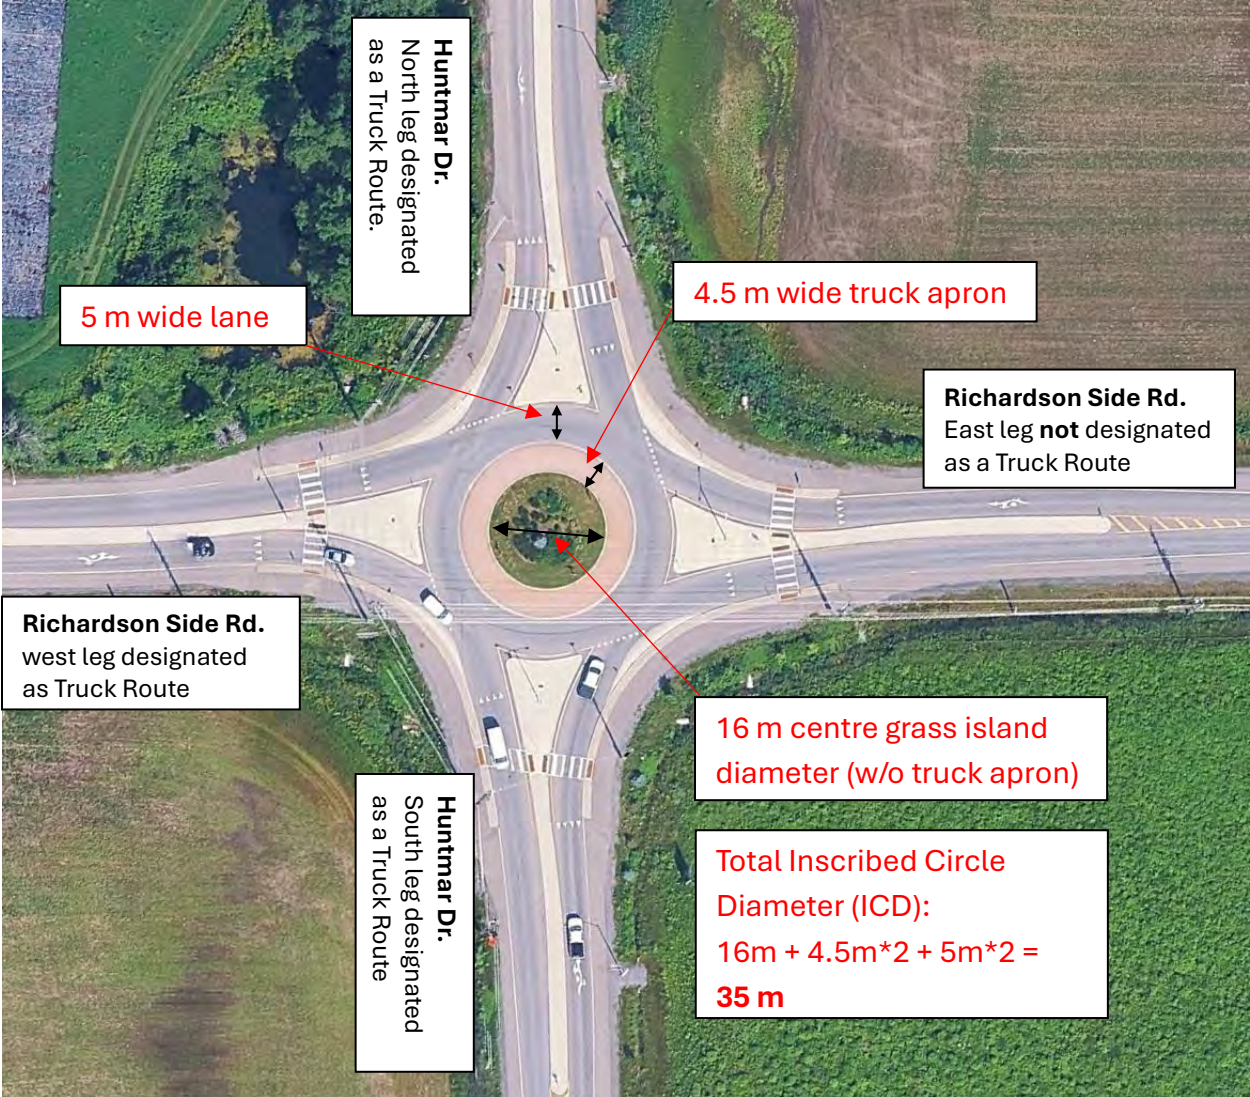 Huntmar Dr.
North leg designated
as a Truck Route.
5 m wide lane
4.5 m wide truck apron
Richardson Side Rd.
East leg not designated
as a Truck Route
Richardson Side Rd.
west leg designated
as Truck Route
16 m centre grass island
diameter (w/o truck apron)
Huntmar Dr.
South leg designated
as a Truck Route
Total Inscribed Circle
Diameter (ICD):
16m + 4.5m*2 + 5m*2 =
35 m